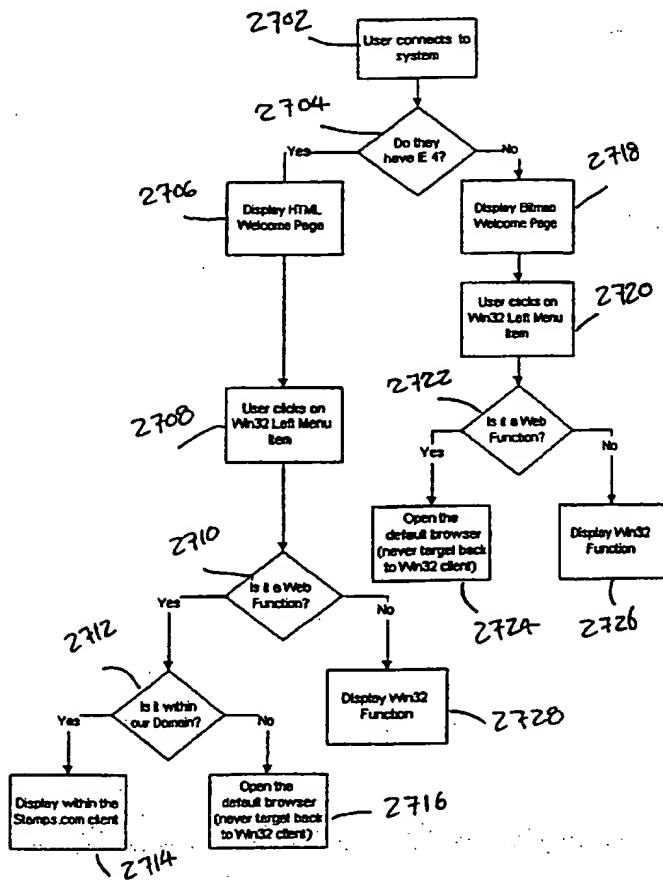 2702
User connects to
system
2704
Do they
have IE 4?
Yes
No
2706
Display HTML
Welcome Page
2718
Display Bitmap
Welcome Page
2720
User clicks on
Win32 Left Menu
Item
2708
User clicks on
Win32 Left Menu
Item
2722
Is it a Web
Function?
Yes
No
2710
Is it a Web
Function?
Yes
No
Open the
default browser
(never target back
to Win32 client)
2724
Display Win32
Function
2726
2712
Is it within
our Domain?
Yes
No
Display Win32
Function
2728
Display within the
Stamps.com client
2714
Open the
default browser
(never target back
to Win32 client)
2716